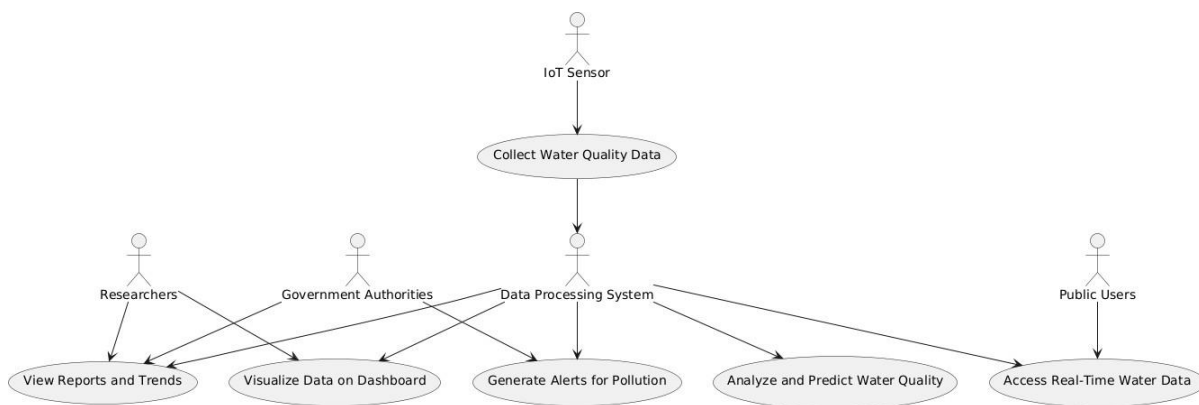 IoT Sensor
Collect Water Quality Data
Researchers
Government Authorities
Data Processing System
Public Users
View Reports and Trends
Visualize Data on Dashboard
Generate Alerts for Pollution
Analyze and Predict Water Quality
Access Real-Time Water Data